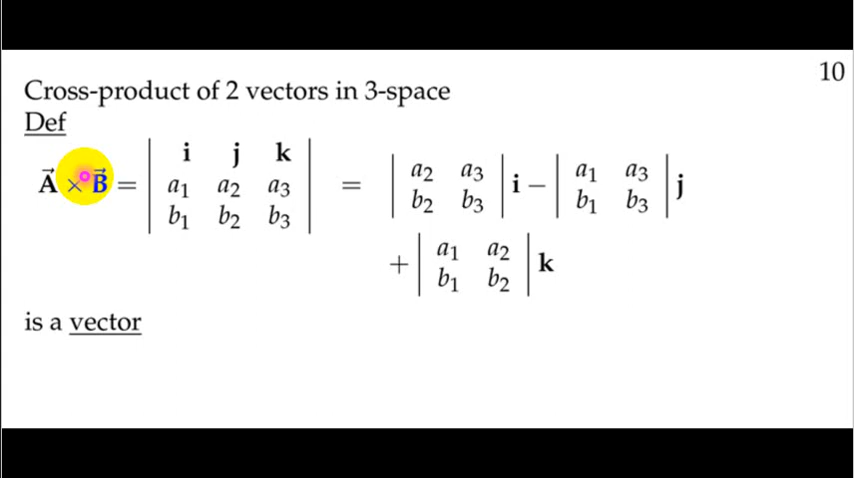 10
Cross-product of 2 vectors in 3-space
Def
A⃗ × B⃗ = | i j k | = | a₂ a₃ | i − | a₁ a₃ | j
| a₁ a₂ a₃ | | b₂ b₃ | | b₁ b₃ |
| b₁ b₂ b₃ |
+ | a₁ a₂ | k
| b₁ b₂ |
is a vector